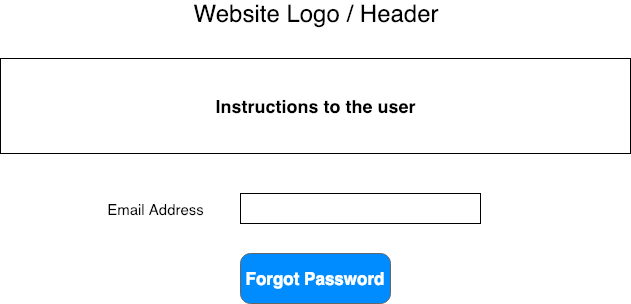 Website Logo / Header
Instructions to the user
Email Address
Forgot Password